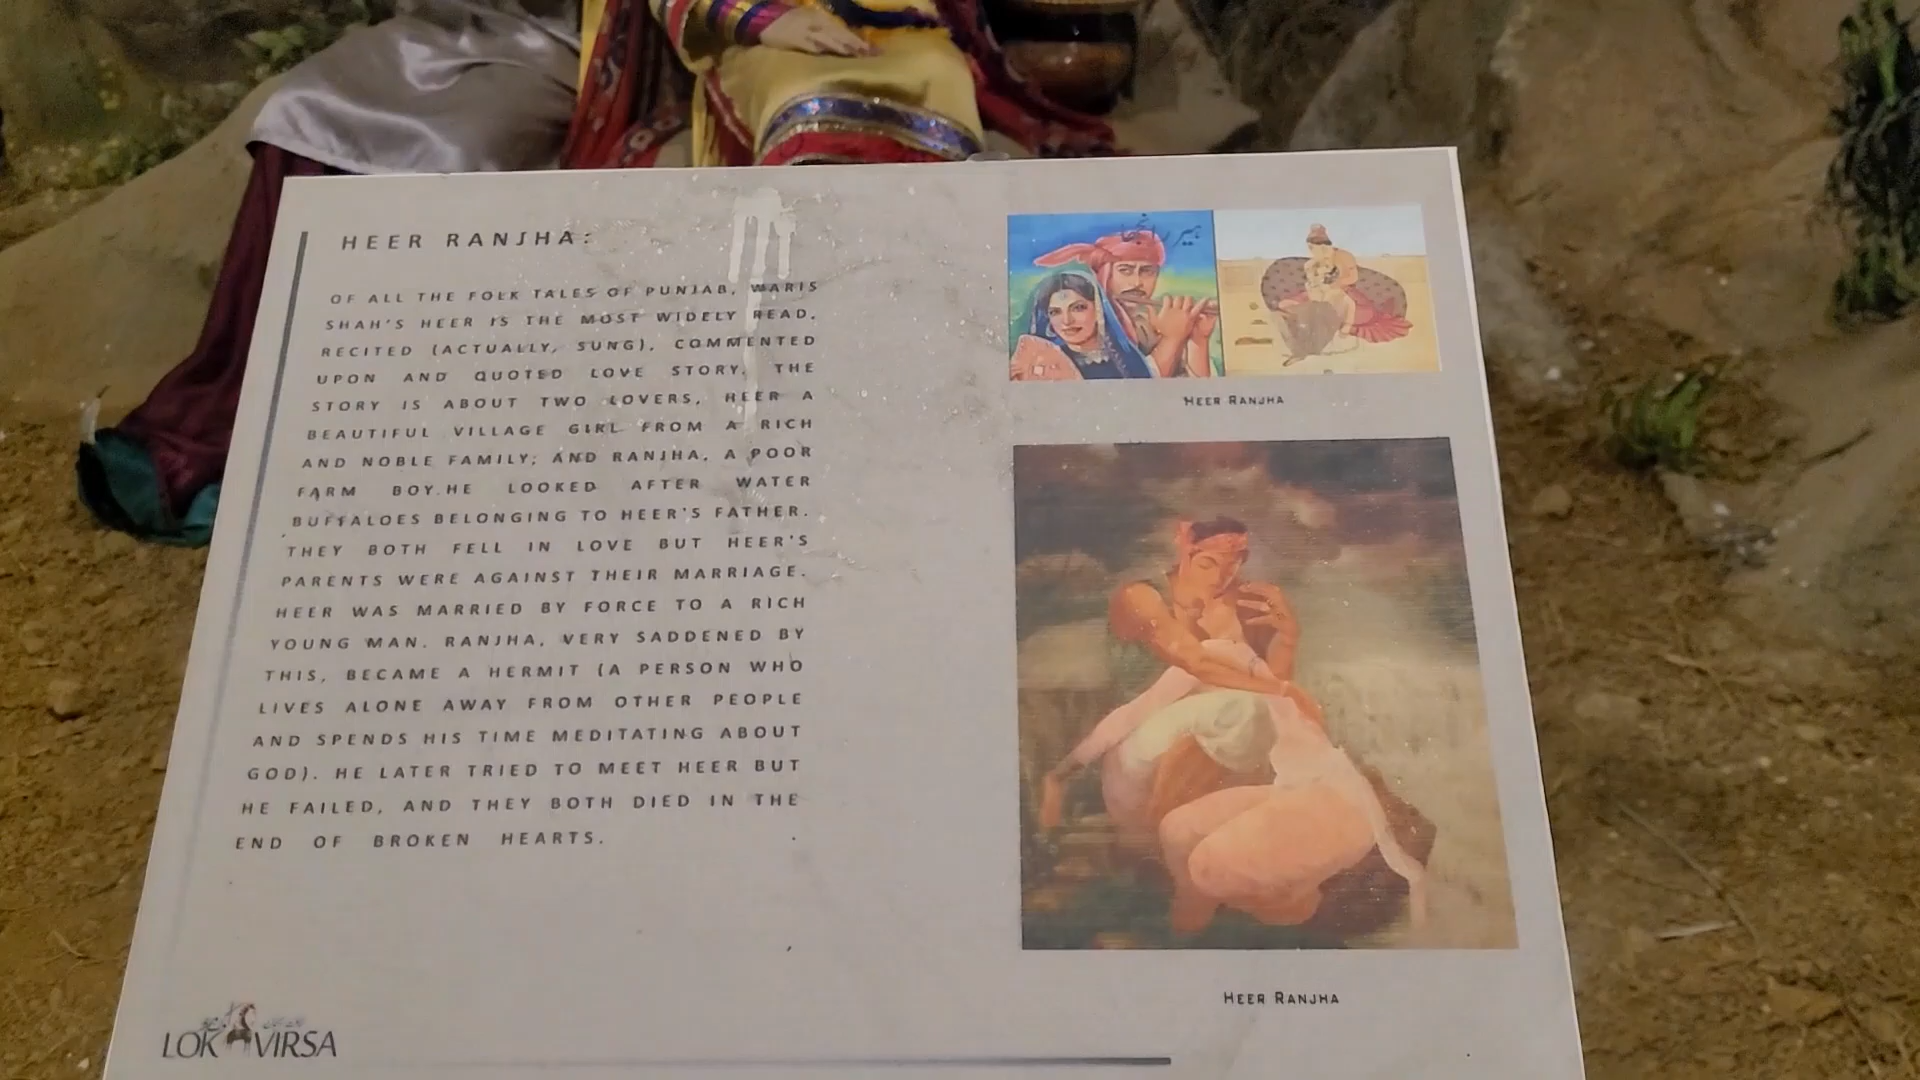 HEER RANJHA:
OF ALL THE FOLK TALES OF PUNJAB, WARIS
SHAH'S HEER IS THE MOST WIDELY READ,
RECITED (ACTUALLY, SUNG), COMMENTED
UPON AND QUOTED LOVE STORY. THE
STORY IS ABOUT TWO LOVERS, HEER A
BEAUTIFUL VILLAGE GIRL FROM A RICH
AND NOBLE FAMILY; AND RANJHA, A POOR
FARM BOY.HE LOOKED AFTER WATER
BUFFALOES BELONGING TO HEER'S FATHER.
THEY BOTH FELL IN LOVE BUT HEER'S
PARENTS WERE AGAINST THEIR MARRIAGE.
HEER WAS MARRIED BY FORCE TO A RICH
YOUNG MAN. RANJHA, VERY SADDENED BY
THIS, BECAME A HERMIT (A PERSON WHO
LIVES ALONE AWAY FROM OTHER PEOPLE
AND SPENDS HIS TIME MEDITATING ABOUT
GOD). HE LATER TRIED TO MEET HEER BUT
HE FAILED, AND THEY BOTH DIED IN THE
END OF BROKEN HEARTS.
ہیر رانجھا
HEER RANJHA
HEER RANJHA
LOK VIRSA